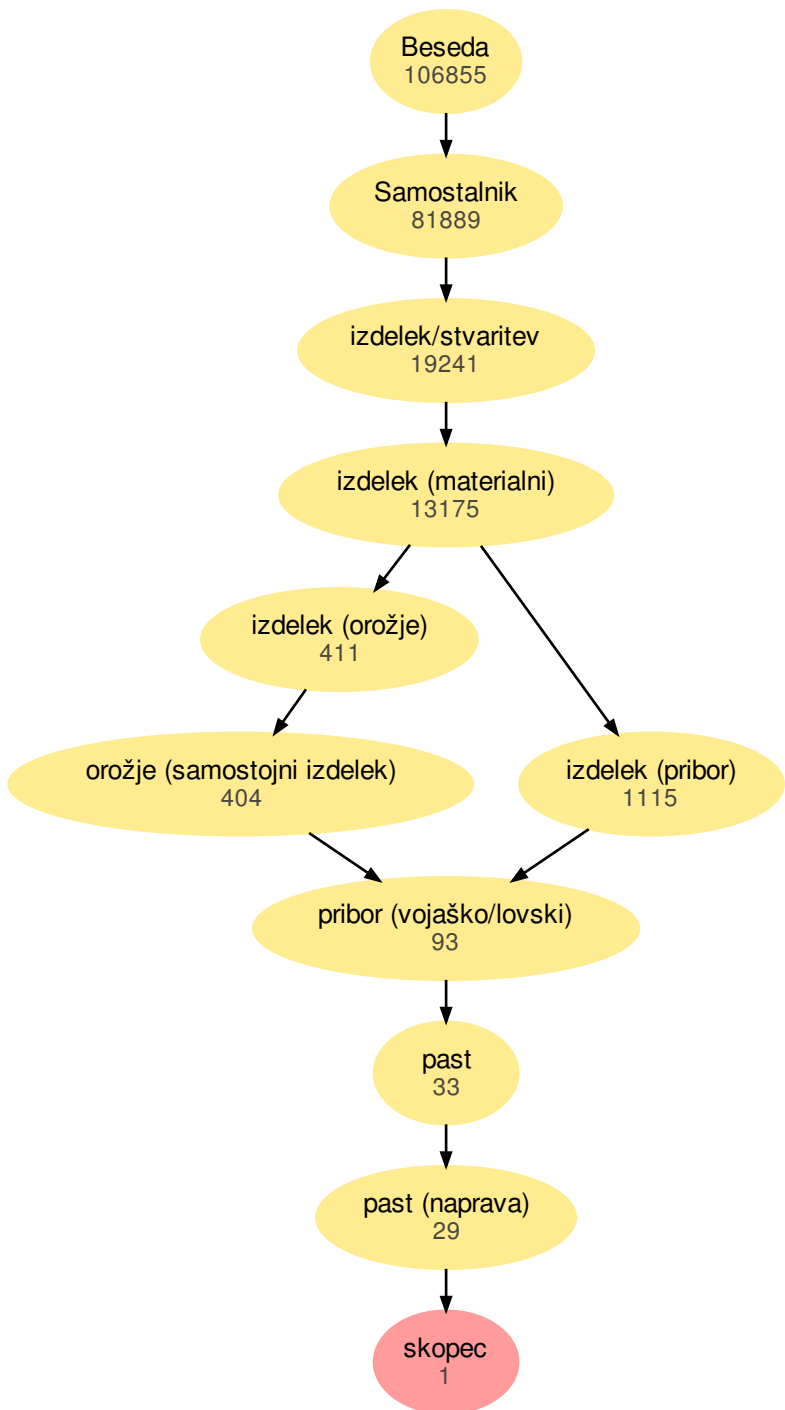 Beseda
106855
Samostalnik
81889
izdelek/stvaritev
19241
izdelek (materialni)
13175
izdelek (orožje)
411
orožje (samostojni izdelek)
404
izdelek (pribor)
1115
pribor (vojaško/lovski)
93
past
33
past (naprava)
29
skopec
1